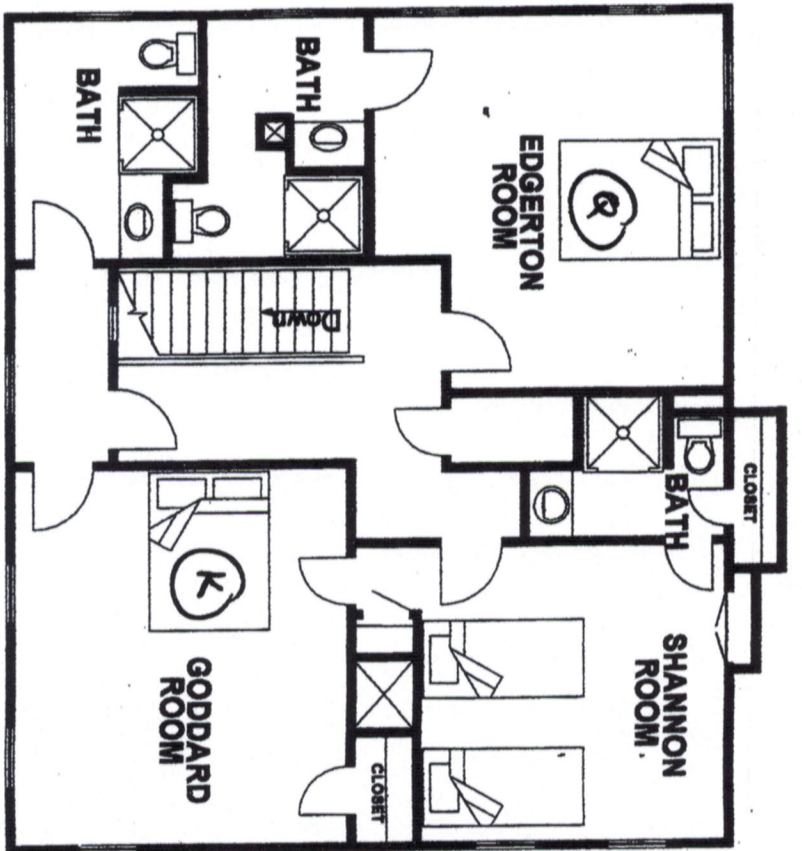 BATH
BATH
EDGERTON
ROOM
Q
Down
CLOSET
BATH
K
GODDARD
ROOM
SHANNON
ROOM
CLOSET